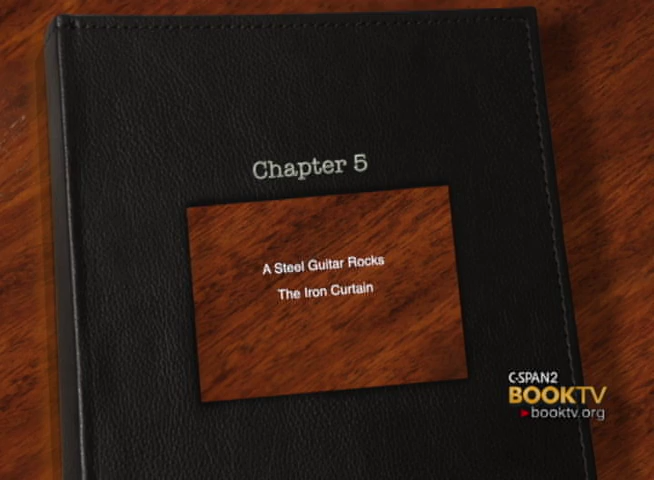 Chapter 5
A Steel Guitar Rocks
The Iron Curtain
C-SPAN2
BOOKTV
booktv.org